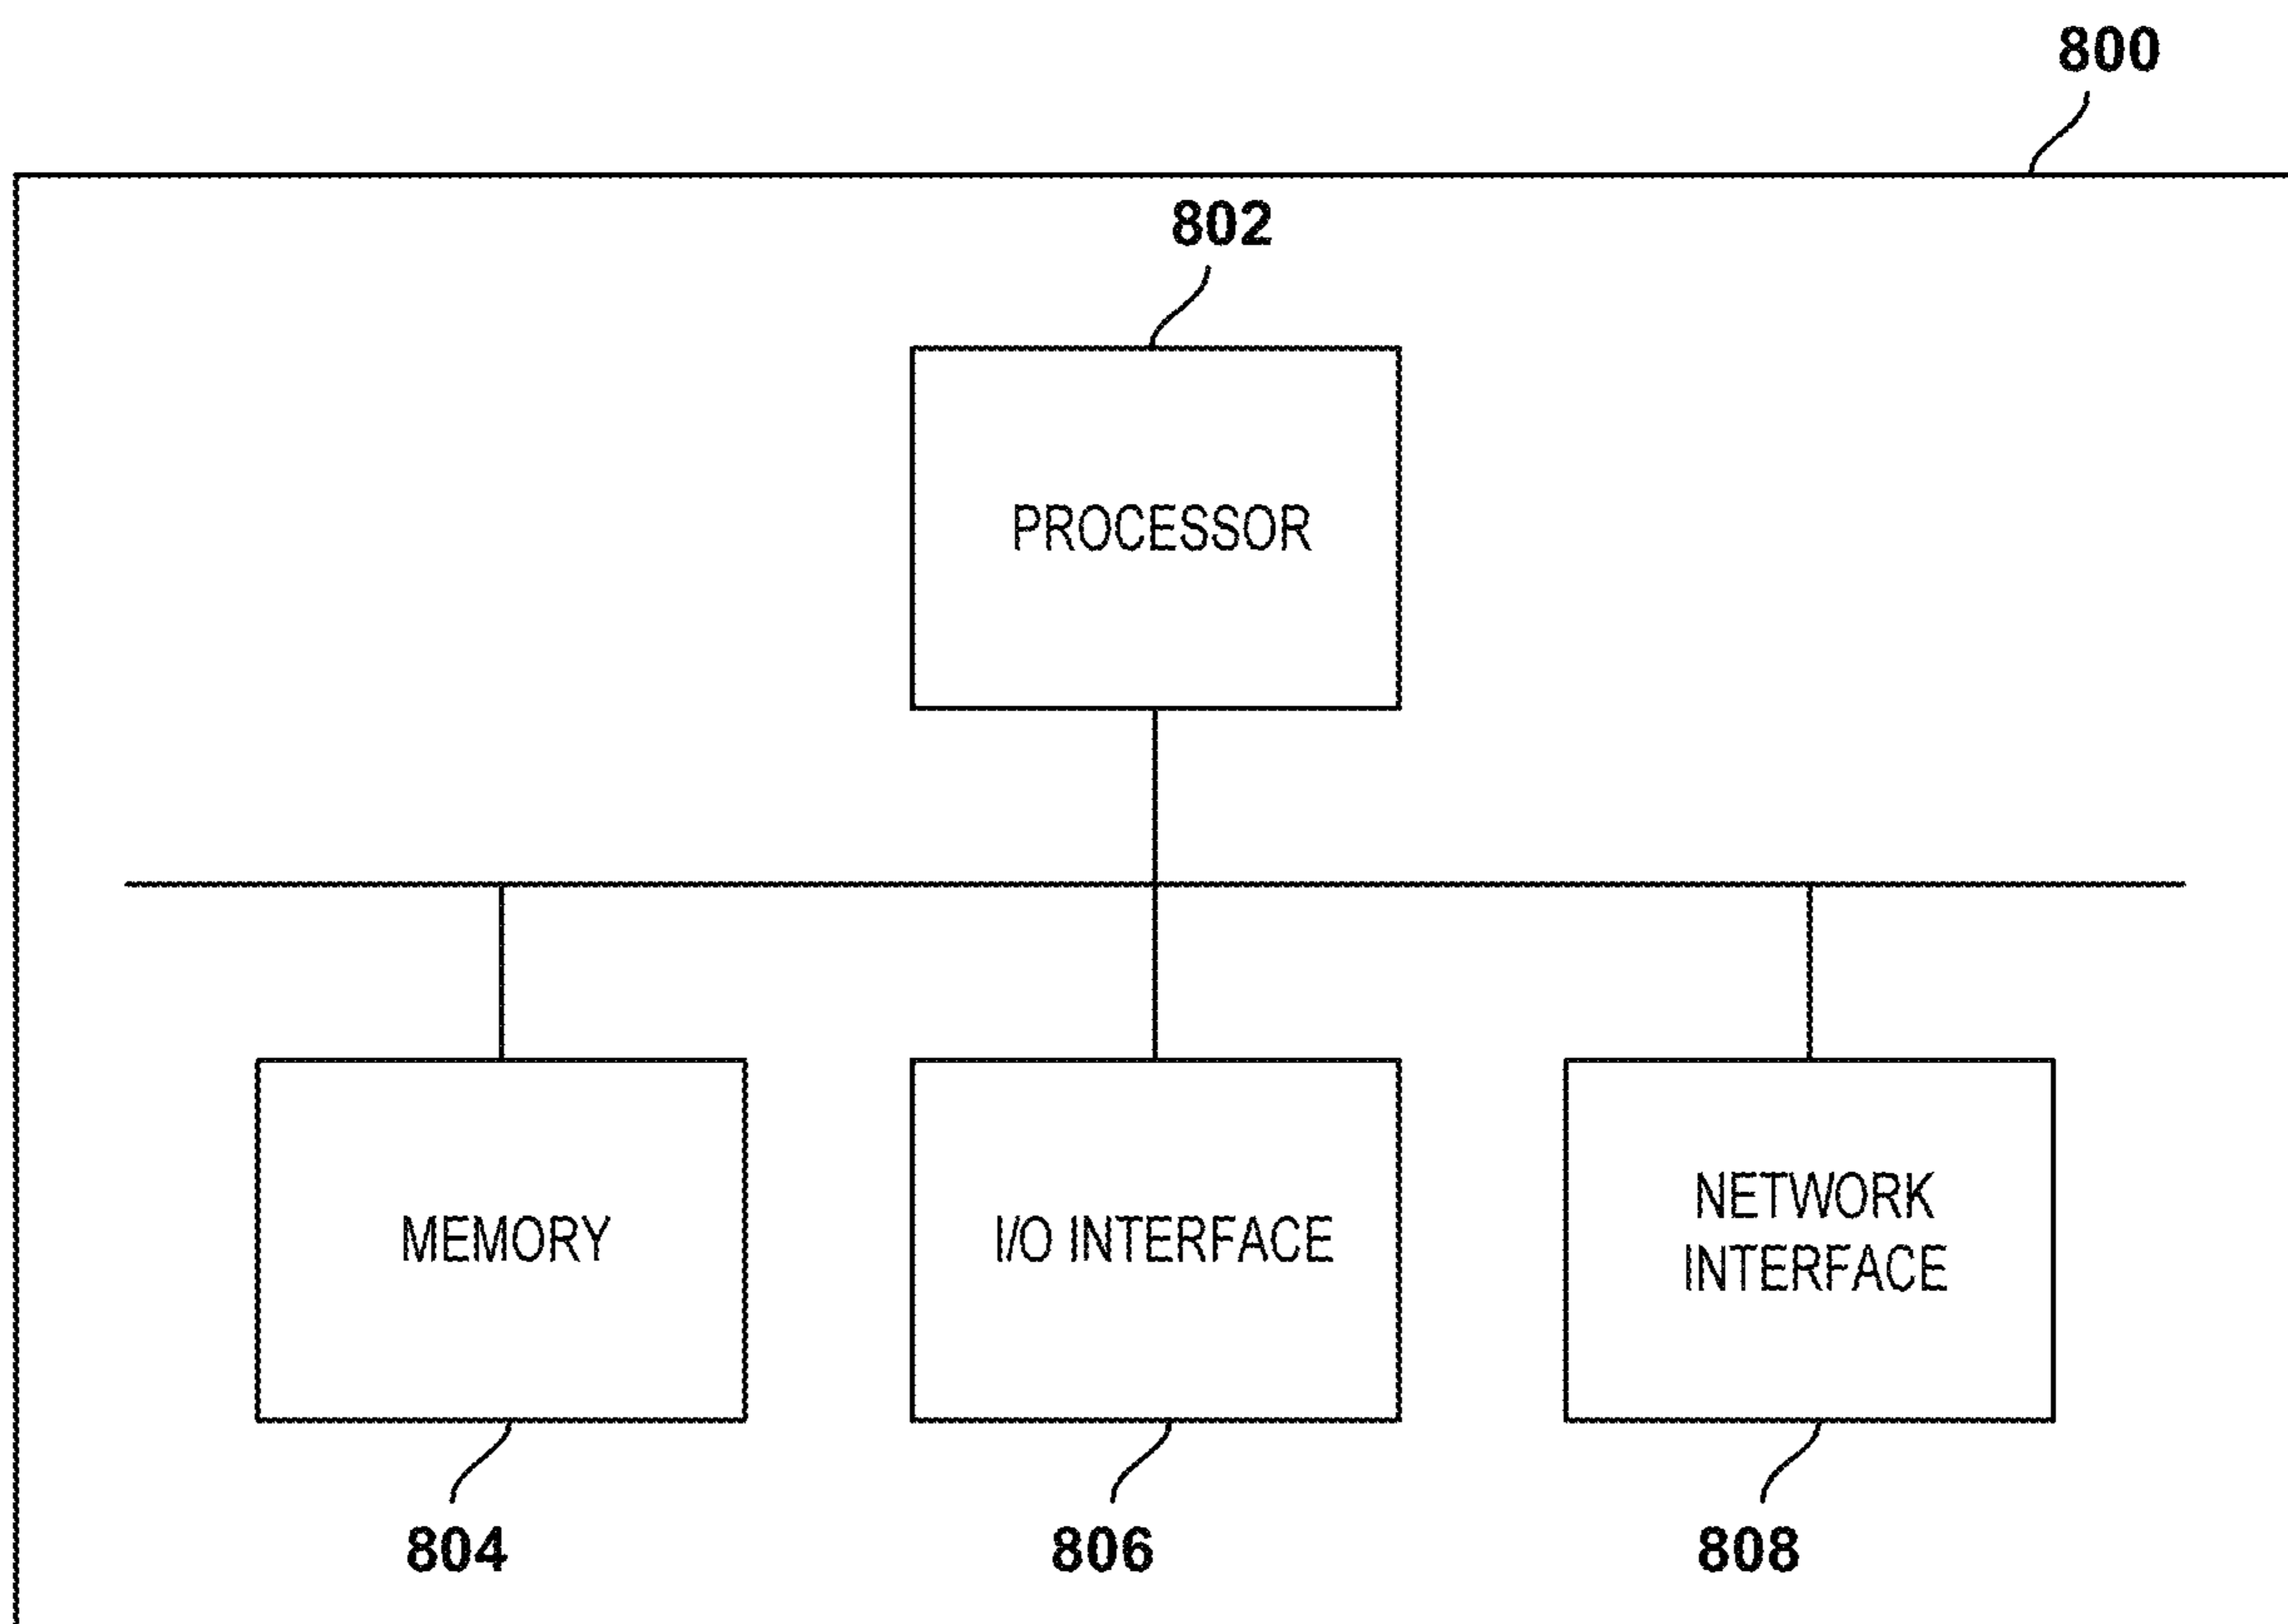 800
802
PROCESSOR
MEMORY
I/O INTERFACE
NETWORK
INTERFACE
804
806
808